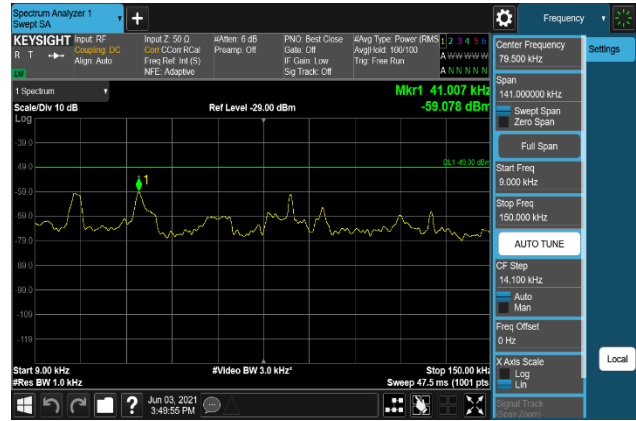 Spectrum Analyzer 1
Swept SA
+
Frequency
KEYSIGHT
R T
LXI
Input: RF
Coupling: DC
Align: Auto
Input Z: 50 Ω
Corr CCorr RCal
Freq Ref: Int (S)
NFE: Adaptive
#Atten: 6 dB
Preamp: Off
PNO: Best Close
Gate: Off
IF Gain: Low
Sig Track: Off
#Avg Type: Power (RMS
Avg|Hold: 100/100
Trig: Free Run
1 2 3 4 5 6
A W W W W W
A N N N N N
1 Spectrum
Scale/Div 10 dB
Log
Ref Level -29.00 dBm
Mkr1 41.007 kHz
-59.078 dBm
-39.0
-49.0
-59.0
-69.0
-79.0
-89.0
-99.0
-109
-119
DL1 -49.00 dBm
1
Start 9.00 kHz
#Res BW 1.0 kHz
#Video BW 3.0 kHz*
Stop 150.00 kHz
Sweep 47.5 ms (1001 pts
?
Jun 03, 2021
3:49:55 PM
Center Frequency
79.500 kHz
Span
141.000000 kHz
Swept Span
Zero Span
Full Span
Start Freq
9.000 kHz
Stop Freq
150.000 kHz
AUTO TUNE
CF Step
14.100 kHz
Auto
Man
Freq Offset
0 Hz
X Axis Scale
Log
Lin
Signal Track
(Span Zoom)
Settings
Local